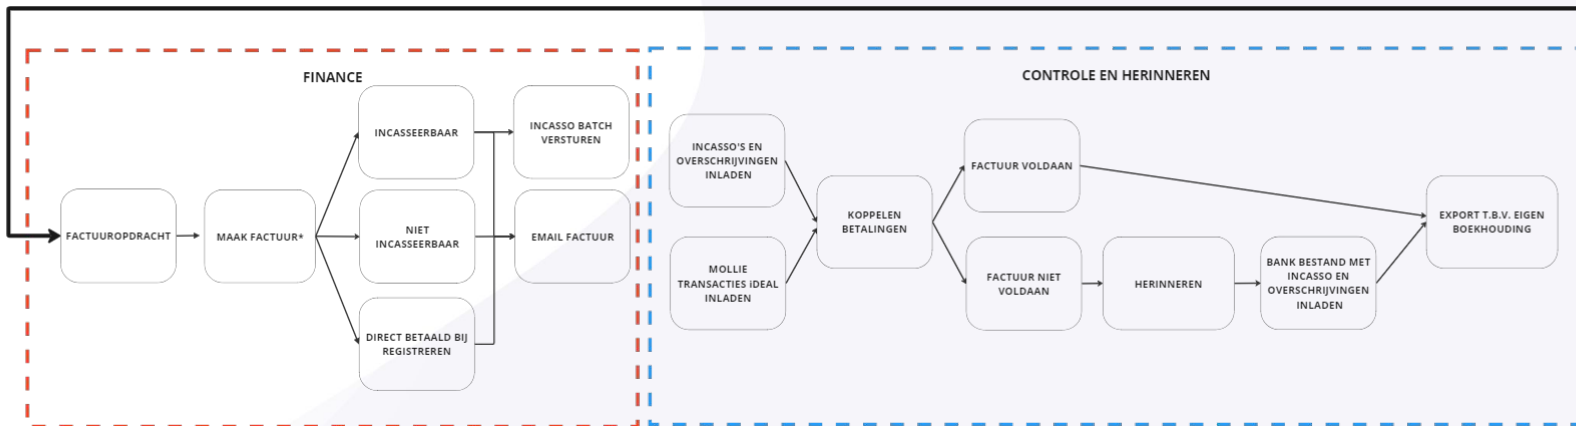 FINANCE
FACTUUROPDRACHT
MAAK FACTUUR*
INCASSEERBAAR
NIET
INCASSEERBAAR
DIRECT BETAALD BIJ
REGISTREREN
INCASSO BATCH
VERSTUREN
EMAIL FACTUUR
CONTROLE EN HERINNEREN
INCASSO'S EN
OVERSCHRIJVINGEN
INLADEN
MOLLIE
TRANSACTIES iDEAL
INLADEN
KOPPELEN
BETALINGEN
FACTUUR VOLDAAN
FACTUUR NIET
VOLDAAN
HERINNEREN
BANK BESTAND MET
INCASSO EN
OVERSCHRIJVINGEN
INLADEN
EXPORT T.B.V. EIGEN
BOEKHOUDING